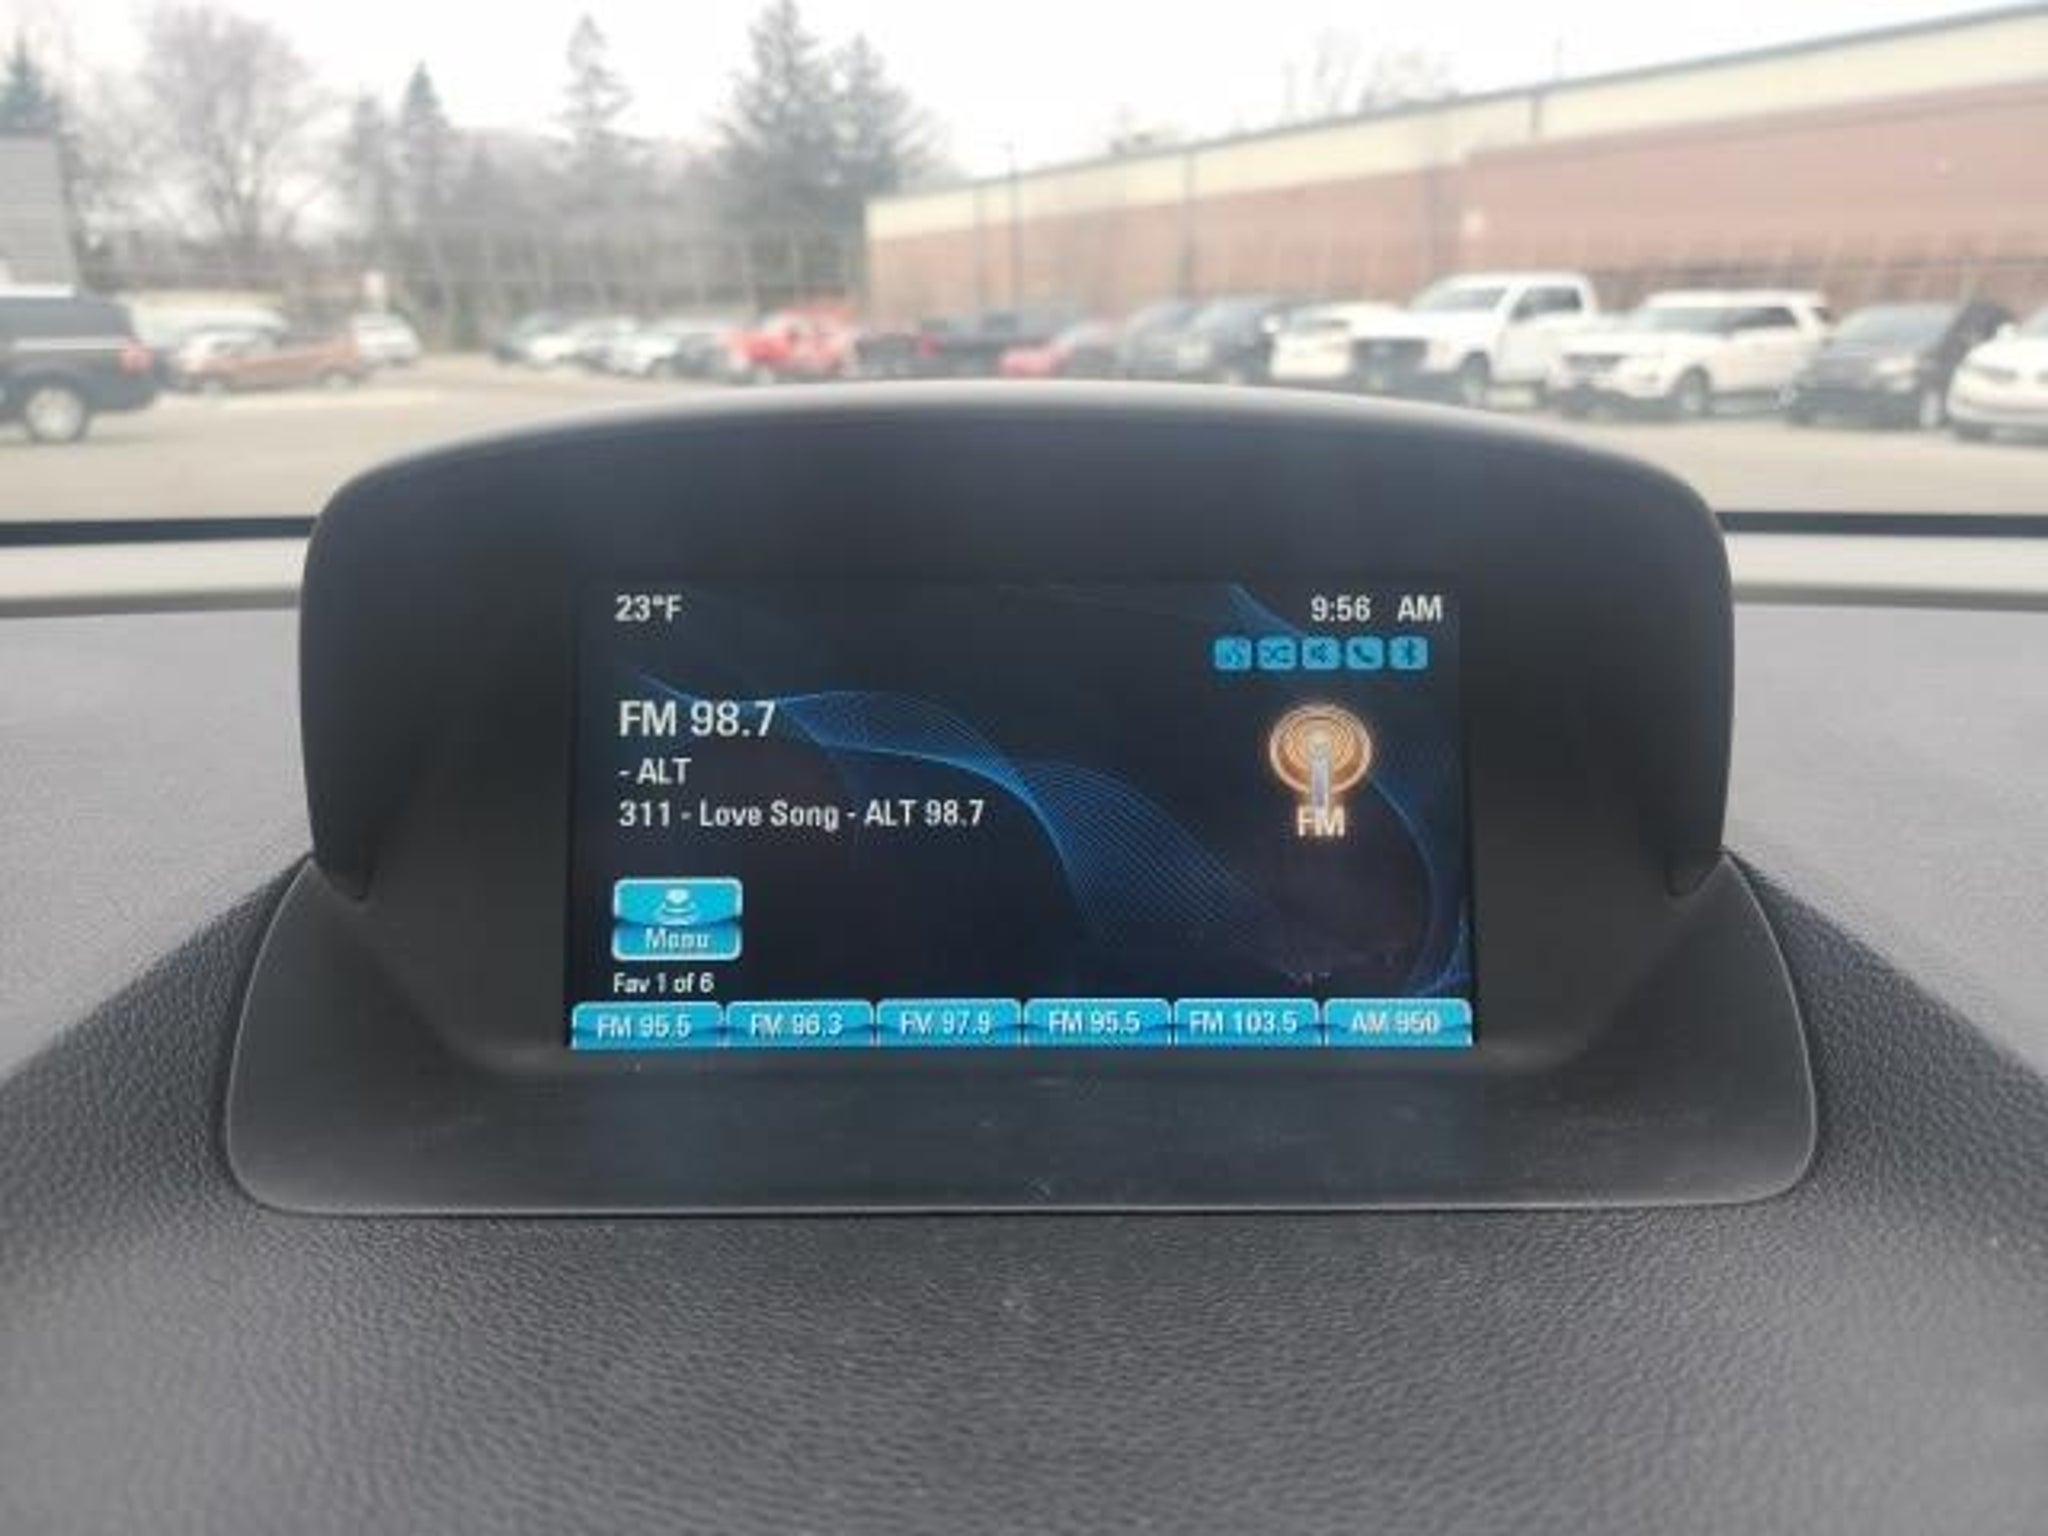 23°F
9:56 AM
FM 98.7
- ALT
311 - Love Song - ALT 98.7
FM
Menu
Fav 1 of 6
FM 95.5 FM 96.3 FM 97.9 FM 95.5 FM 103.5 AM 950